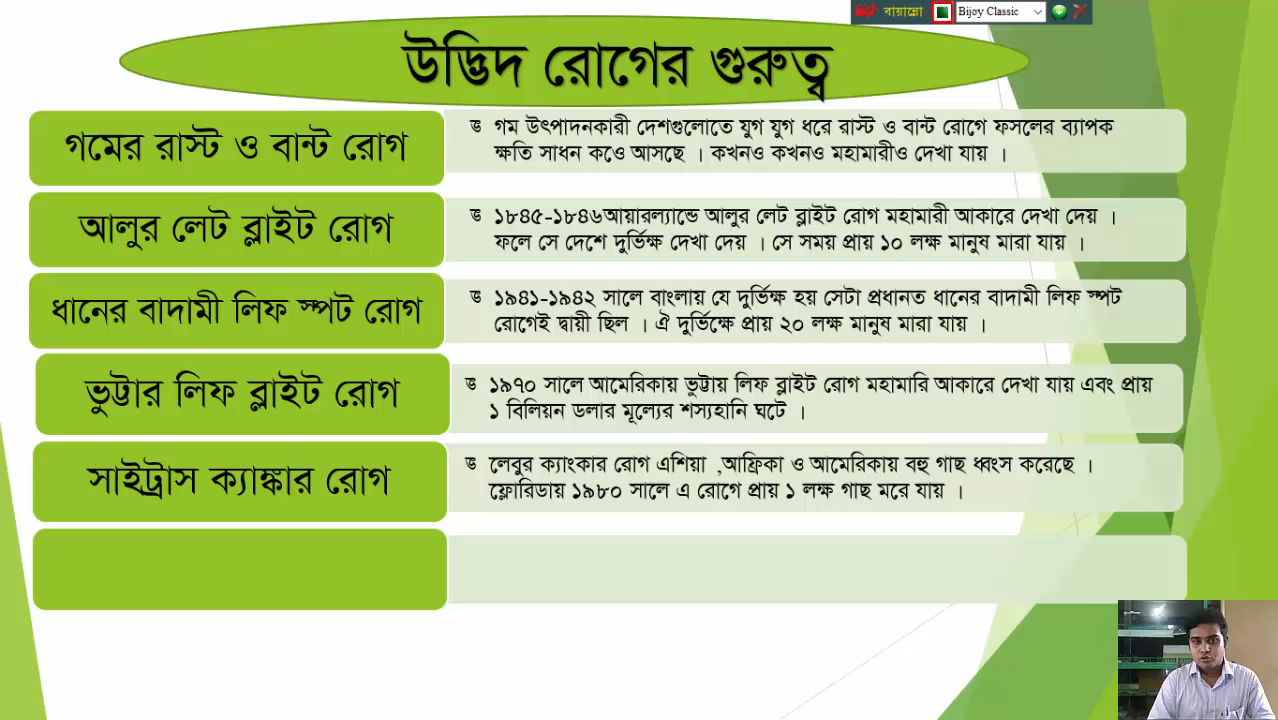 বায়ান্নো Bijoy Classic
উদ্ভিদ রোগের গুরুত্ব
গমের রাস্ট ও বান্ট রোগ
ভ গম উৎপাদনকারী দেশগুলোতে যুগ যুগ ধরে রাস্ট ও বান্ট রোগে ফসলের ব্যাপক
ক্ষতি সাধন কওে আসছে । কখনও কখনও মহামারীও দেখা যায় ।
আলুর লেট ব্লাইট রোগ
ভ ১৮৪৫-১৮৪৬আয়ারল্যান্ডে আলুর লেট ব্লাইট রোগ মহামারী আকারে দেখা দেয় ।
ফলে সে দেশে দুর্ভিক্ষ দেখা দেয় । সে সময় প্রায় ১০ লক্ষ মানুষ মারা যায় ।
ধানের বাদামী লিফ স্পট রোগ
ভ ১৯৪১-১৯৪২ সালে বাংলায় যে দুর্ভিক্ষ হয় সেটা প্রধানত ধানের বাদামী লিফ স্পট
রোগেই দ্বায়ী ছিল । ঐ দুর্ভিক্ষে প্রায় ২০ লক্ষ মানুষ মারা যায় ।
ভুট্টার লিফ ব্লাইট রোগ
ভ ১৯৭০ সালে আমেরিকায় ভুট্টায় লিফ ব্লাইট রোগ মহামারি আকারে দেখা যায় এবং প্রায়
১ বিলিয়ন ডলার মূল্যের শস্যহানি ঘটে ।
সাইট্রাস ক্যাঙ্কার রোগ
ভ লেবুর ক্যাংকার রোগ এশিয়া ,আফ্রিকা ও আমেরিকায় বহু গাছ ধ্বংস করেছে ।
ফ্লোরিডায় ১৯৮০ সালে এ রোগে প্রায় ১ লক্ষ গাছ মরে যায় ।